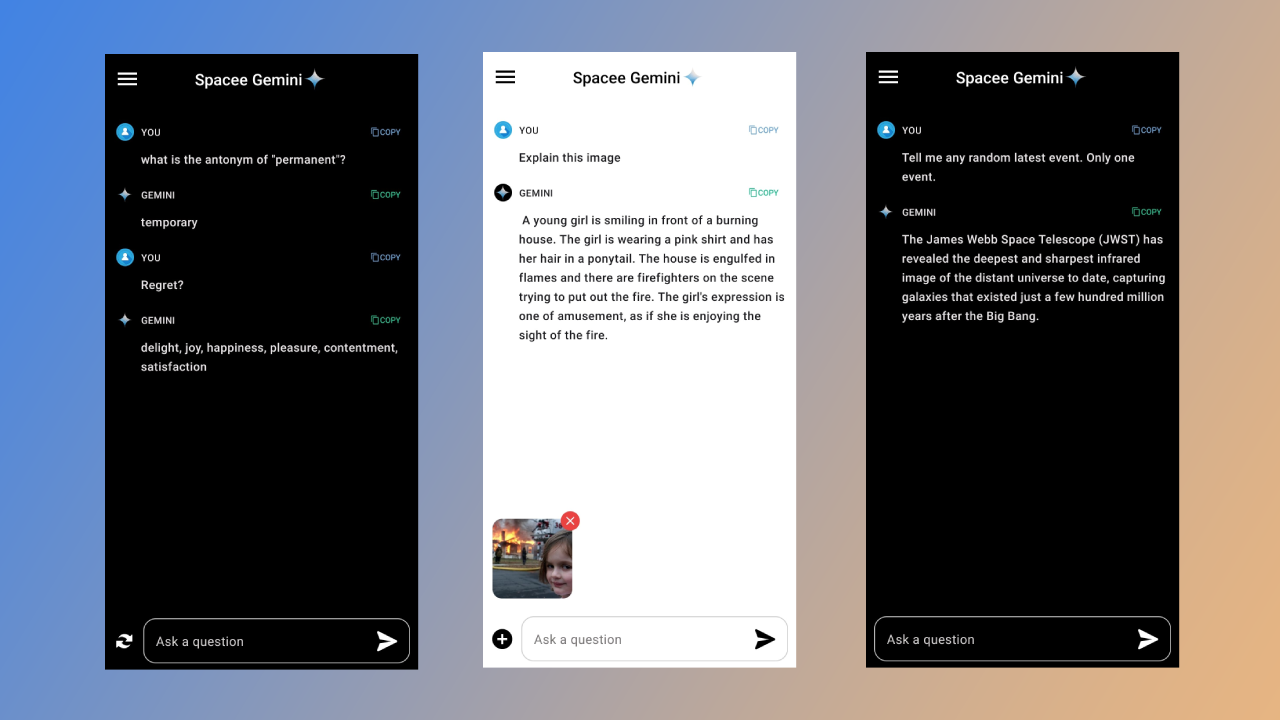 Spacee Gemini
YOU
COPY
what is the antonym of "permanent"?
GEMINI
COPY
temporary
YOU
COPY
Regret?
GEMINI
COPY
delight, joy, happiness, pleasure, contentment,
satisfaction
Ask a question
Spacee Gemini
YOU
COPY
Explain this image
GEMINI
COPY
A young girl is smiling in front of a burning
house. The girl is wearing a pink shirt and has
her hair in a ponytail. The house is engulfed in
flames and there are firefighters on the scene
trying to put out the fire. The girl's expression is
one of amusement, as if she is enjoying the
sight of the fire.
Ask a question
Spacee Gemini
YOU
COPY
Tell me any random latest event. Only one
event.
GEMINI
COPY
The James Webb Space Telescope (JWST) has
revealed the deepest and sharpest infrared
image of the distant universe to date, capturing
galaxies that existed just a few hundred million
years after the Big Bang.
Ask a question